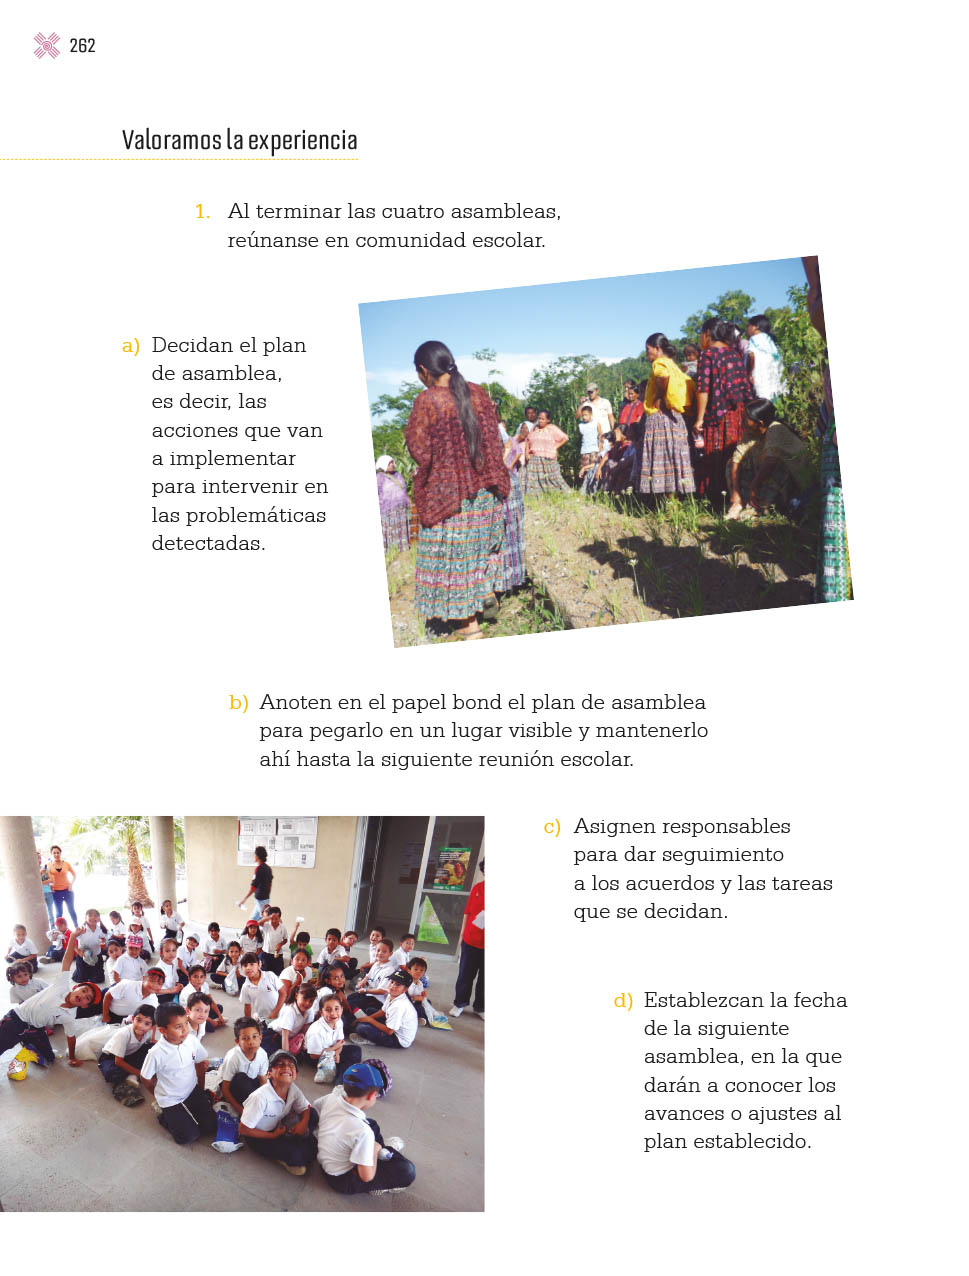 262
Valoramos la experiencia
1. Al terminar las cuatro asambleas,
reúnanse en comunidad escolar.
a) Decidan el plan
de asamblea,
es decir, las
acciones que van
a implementar
para intervenir en
las problemáticas
detectadas.
b) Anoten en el papel bond el plan de asamblea
para pegarlo en un lugar visible y mantenerlo
ahí hasta la siguiente reunión escolar.
c) Asignen responsables
para dar seguimiento
a los acuerdos y las tareas
que se decidan.
d) Establezcan la fecha
de la siguiente
asamblea, en la que
darán a conocer los
avances o ajustes al
plan establecido.